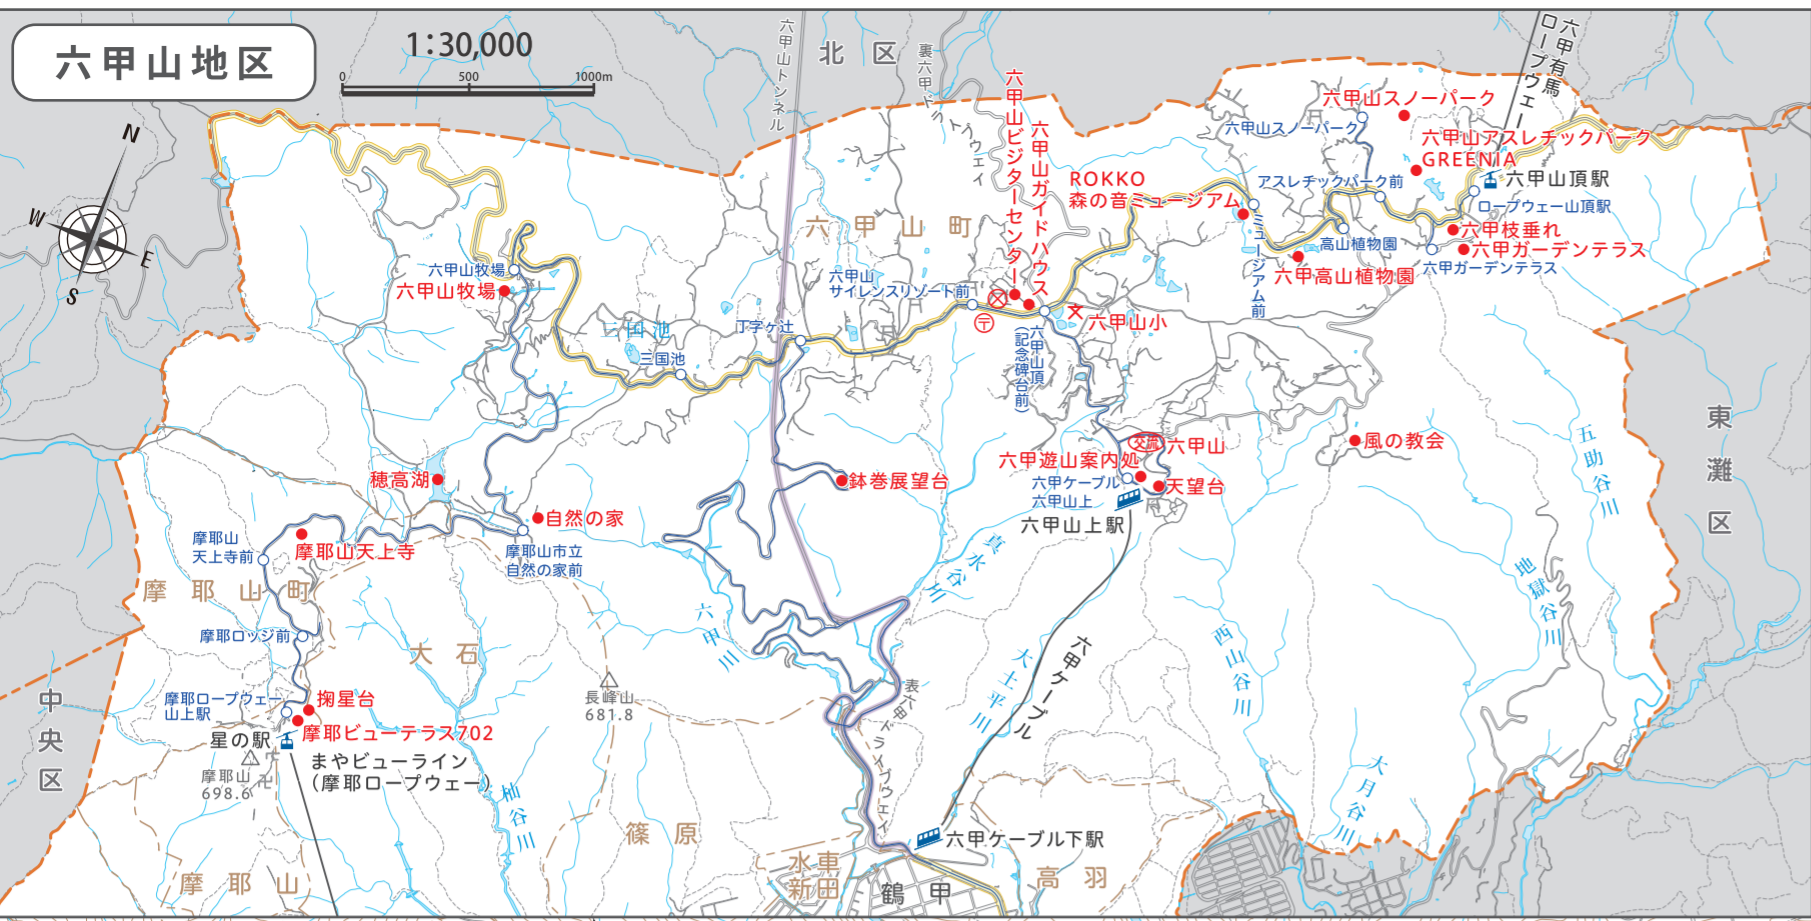 六甲山地区
1:30,000
0
500
1000m
N
W
E
S
六甲山トンネル
北区
裏六甲ドライブウェイ
六甲有馬
ロープウェー
六甲山スノーパーク
六甲山スノーパーク
六甲山アスレチックパーク
GREENIA
六甲山頂駅
アスレチックパーク前
ロープウェー山頂駅
六甲枝垂れ
六甲ガーデンテラス
六甲ガーデンテラス
高山植物園
六甲高山植物園
ROKKO
森の音ミュージアム
ミュージアム前
六甲山ビジターセンター
六甲山ガイドハウス
六甲山町
六甲山
サイレンスリゾート前
〒
文
六甲山小
六甲山頂
(記念碑台前)
六甲山牧場
六甲山牧場
三国池
三国池
丁字ヶ辻
交流
六甲山
六甲遊山案内処
六甲ケーブル
六甲山上
天望台
六甲山上駅
風の教会
五助谷川
東灘区
鉢巻展望台
穂高湖
自然の家
摩耶山市立
自然の家前
摩耶山
天上寺前
摩耶山天上寺
摩耶山町
真水谷川
地獄谷川
六甲川
摩耶ロッジ前
大石
西山谷川
大土平川
六甲ケーブル
長峰山
681.8
表六甲ドライブウェイ
中央区
摩耶ロープウェー
山上駅
掬星台
摩耶ビューテラス702
星の駅
まやビューライン
(摩耶ロープウェー)
摩耶山
698.6
杣谷川
大月谷川
篠原
六甲ケーブル下駅
水車
新田
鶴甲
高羽
摩耶山